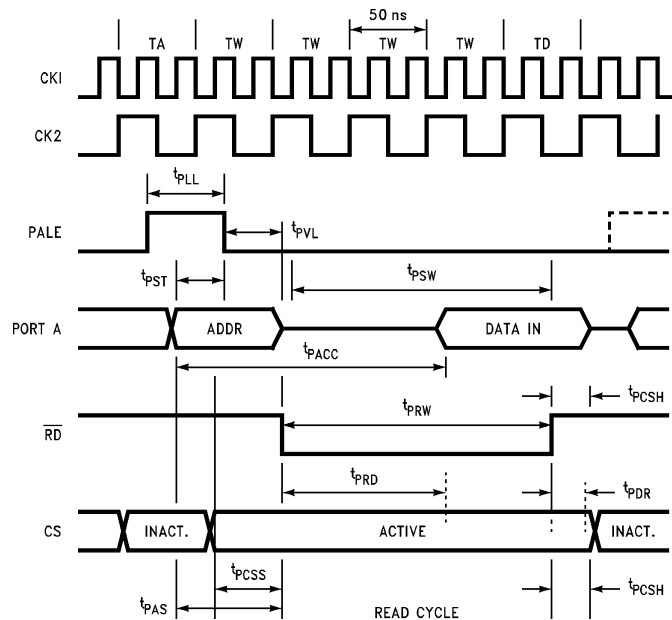 50 ns
TA TW TW TW TW TD
CK1
CK2
tPLL
PALE
tPVL
tPST
tPSW
PORT A
ADDR
DATA IN
tPACC
tPCSH
tPRW
RD
tPRD
tPDR
CS
INACT.
ACTIVE
INACT.
tPCSS
tPCSH
tPAS
READ CYCLE